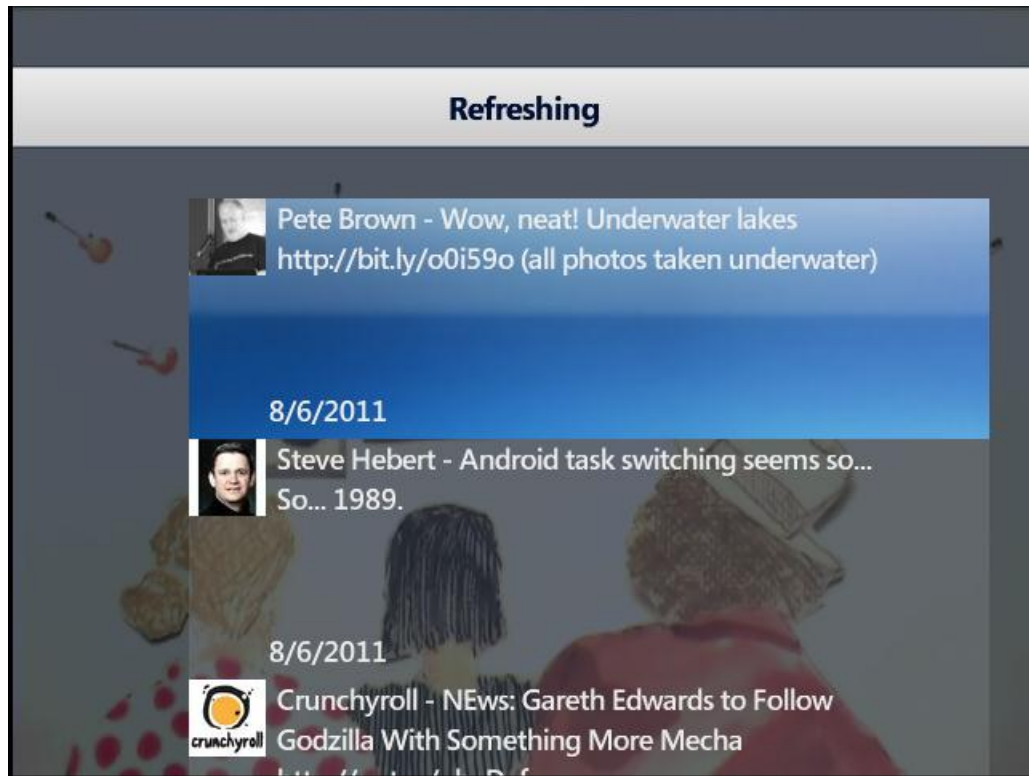 Refreshing
Pete Brown - Wow, neat! Underwater lakes
http://bit.ly/o0i59o (all photos taken underwater)
8/6/2011
Steve Hebert - Android task switching seems so...
So... 1989.
8/6/2011
Crunchyroll - NEws: Gareth Edwards to Follow
crunchyroll
Godzilla With Something More Mecha